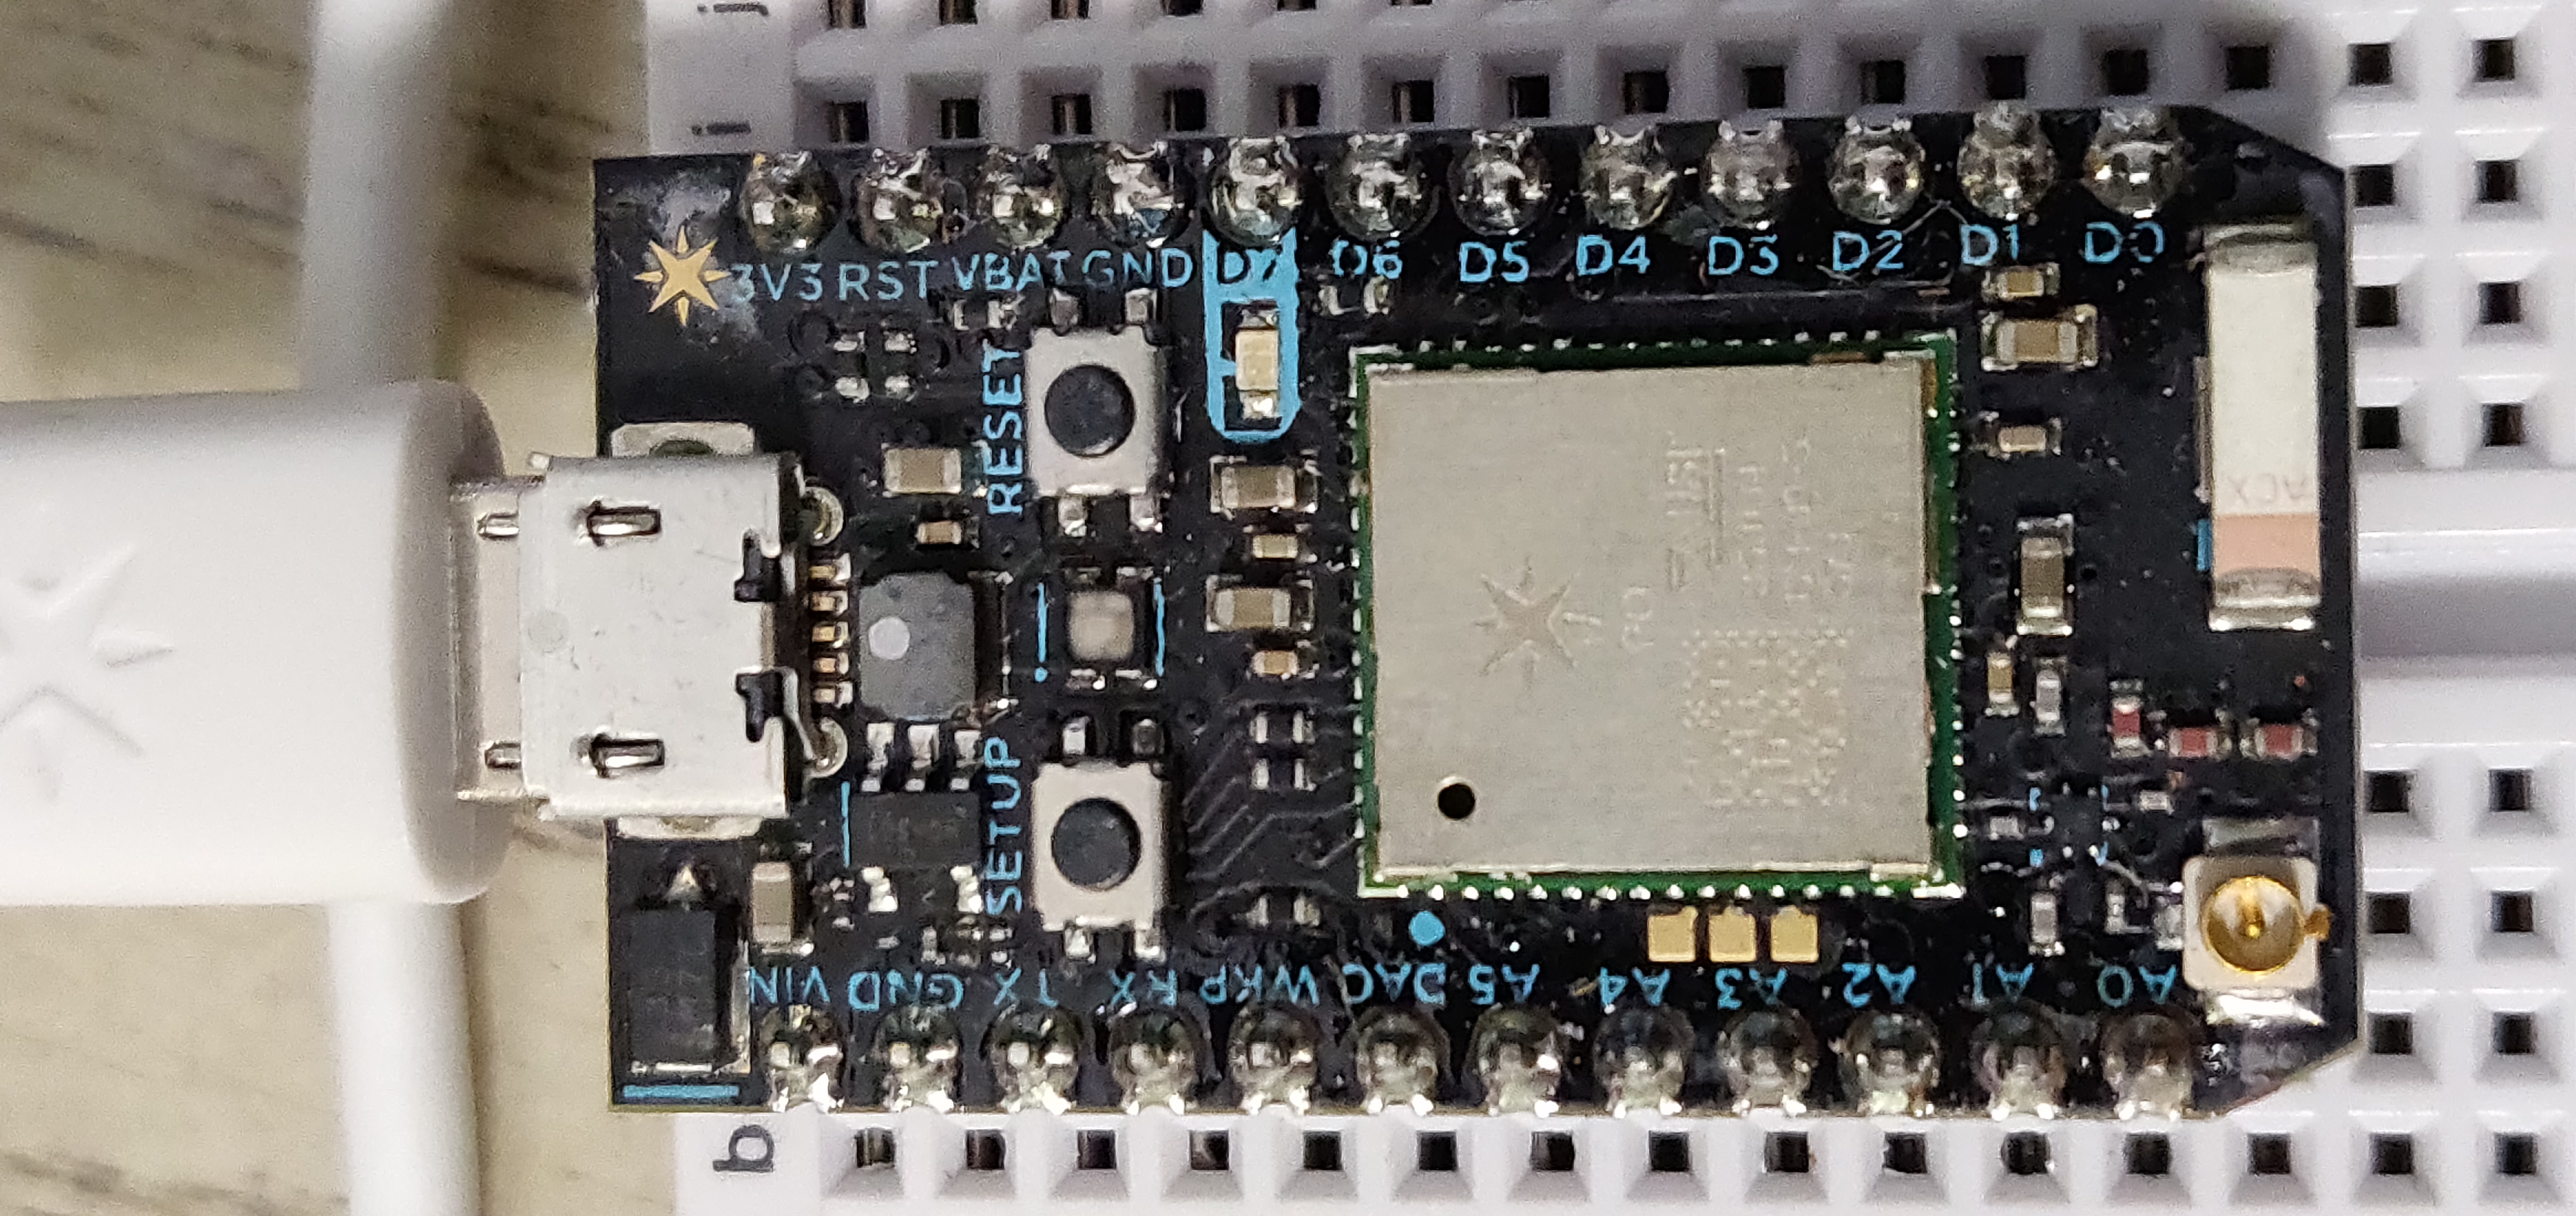 b
i
j
VIN
GND
TX
RX
WKP
DAC
A5
A4
A3
A2
A1
A0
SETUP
RESET
3V3
RST
VBAT
GND
D7
D6
D5
D4
D3
D2
D1
D0
P0